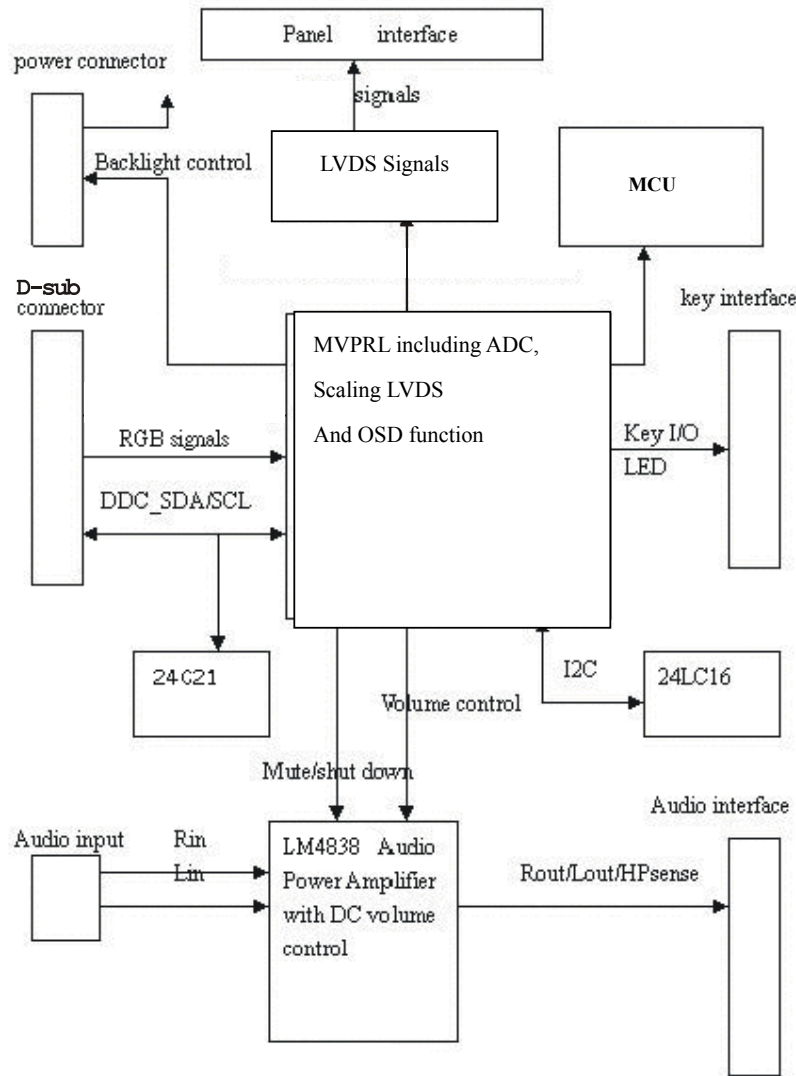 Panel interface
power connector
signals
Backlight control
LVDS Signals
MCU
D-sub
connector
key interface
MVPRL including ADC,
Scaling LVDS
And OSD function
RGB signals
Key I/O
LED
DDC_SDA/SCL
24C21
I2C
24LC16
Volume control
Mute/shut down
Audio interface
Audio input
Rin
Lin
LM4838 Audio
Power Amplifier
with DC volume
control
Rout/Lout/HPsense